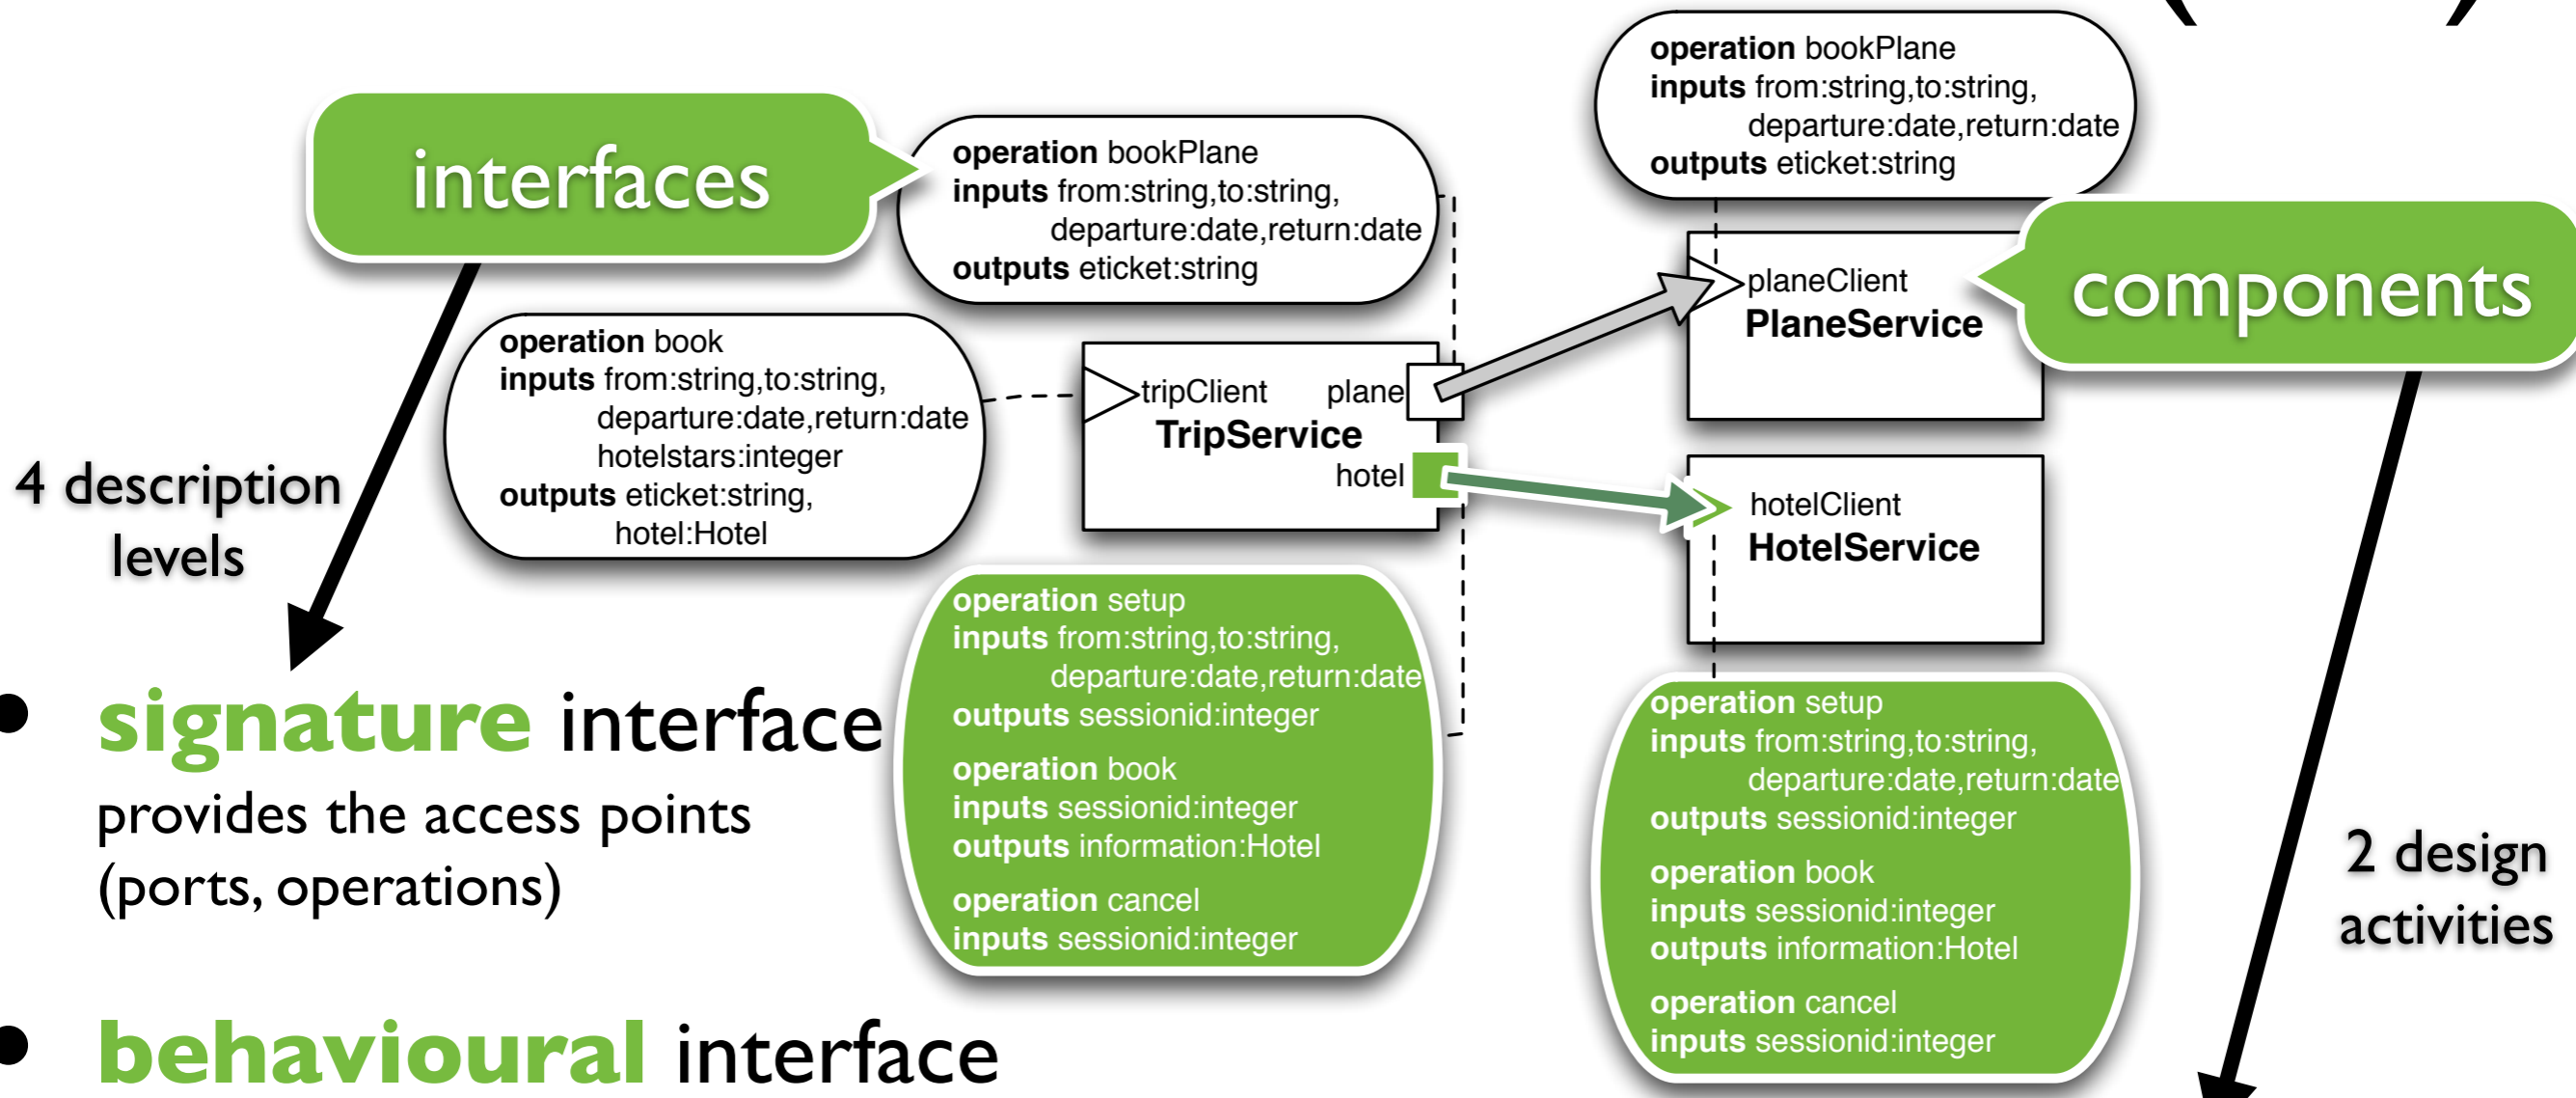 (     )
interfaces
operation bookPlane
inputs from:string,to:string,
departure:date,return:date
outputs eticket:string
operation bookPlane
inputs from:string,to:string,
departure:date,return:date
outputs eticket:string
components
planeClient
PlaneService
operation book
inputs from:string,to:string,
departure:date,return:date
hotelstars:integer
outputs eticket:string,
hotel:Hotel
tripClient plane
TripService
hotel
hotelClient
HotelService
4 description
levels
operation setup
inputs from:string,to:string,
departure:date,return:date
outputs sessionid:integer
operation book
inputs sessionid:integer
outputs information:Hotel
operation cancel
inputs sessionid:integer
operation setup
inputs from:string,to:string,
departure:date,return:date
outputs sessionid:integer
operation book
inputs sessionid:integer
outputs information:Hotel
operation cancel
inputs sessionid:integer
2 design
activities
• signature interface
provides the access points
(ports, operations)
• behavioural interface